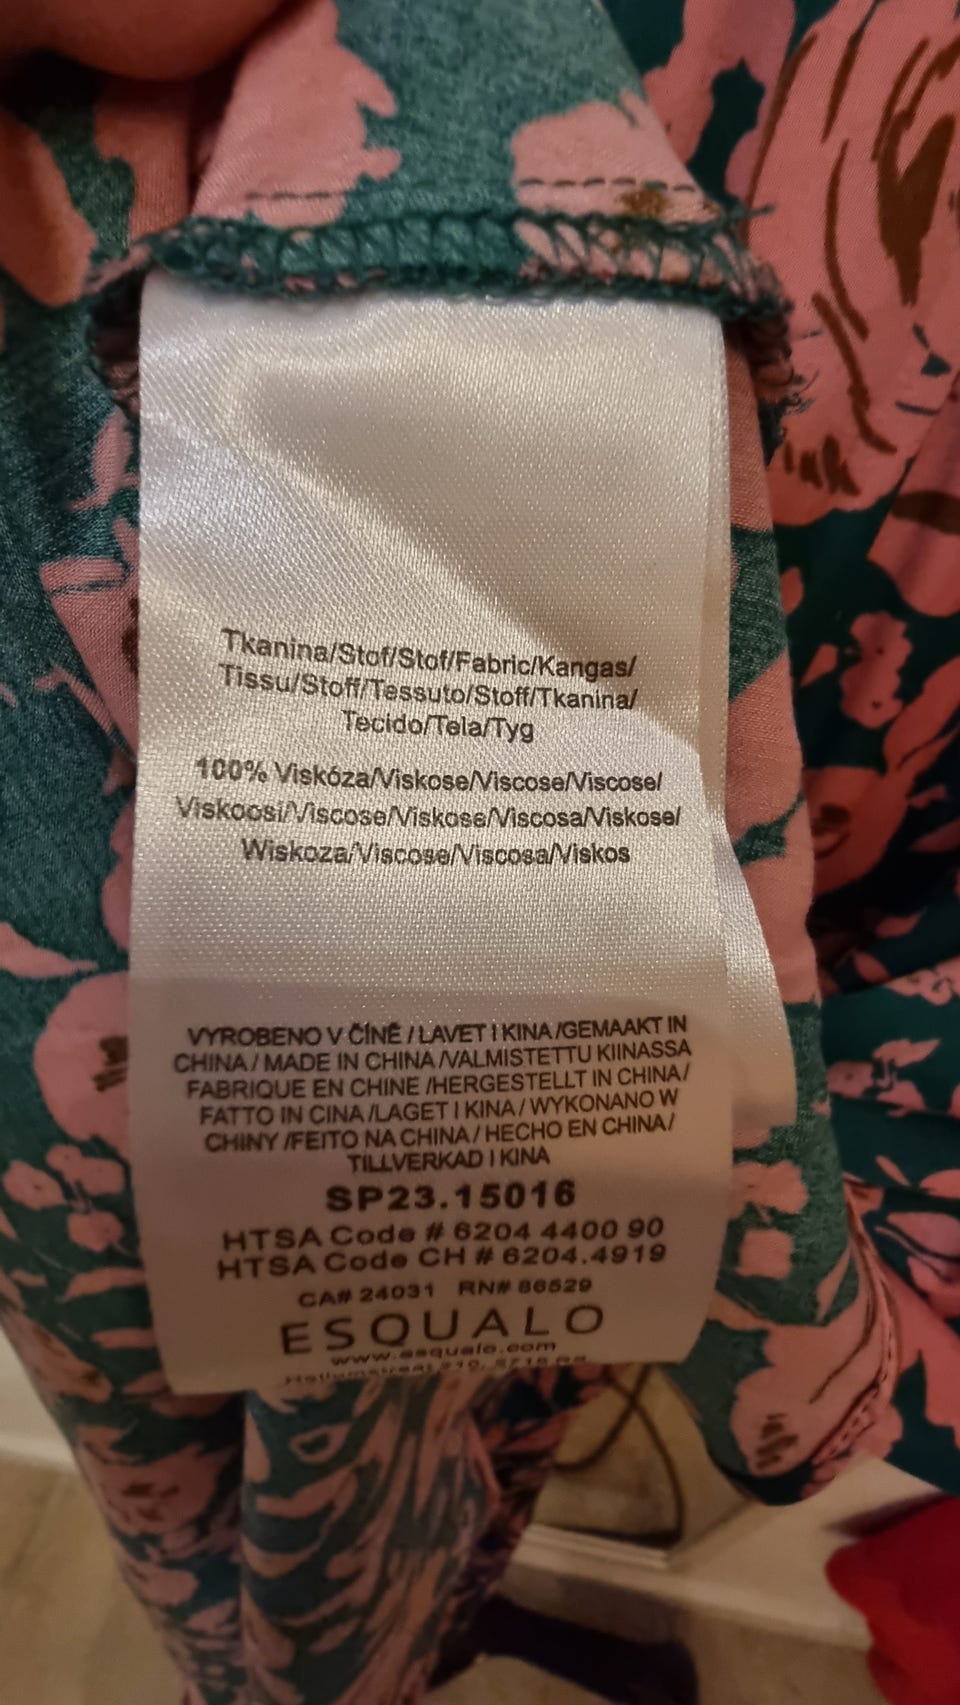 Tkanina/Stof/Stof/Fabric/Kangas/
Tissu/Stoff/Tessuto/Stoff/Tkanina/
Tecido/Tela/Tyg
100% Viskóza/Viskose/Viscose/Viscose/
Viskoosi/Viscose/Viskose/Viscosa/Viskose/
Wiskoza/Viscose/Viscosa/Viskos
VYROBENO V ČÍNĚ / LAVET I KINA /GEMAAKT IN
CHINA / MADE IN CHINA /VALMISTETTU KIINASSA
FABRIQUE EN CHINE /HERGESTELLT IN CHINA /
FATTO IN CINA /LAGET I KINA / WYKONANO W
CHINY /FEITO NA CHINA / HECHO EN CHINA /
TILLVERKAD I KINA
SP23.15016
HTSA Code # 6204 4400 90
HTSA Code CH # 6204.4919
CA# 24031 RN# 86529
ESQUALO
www.esqualo.com